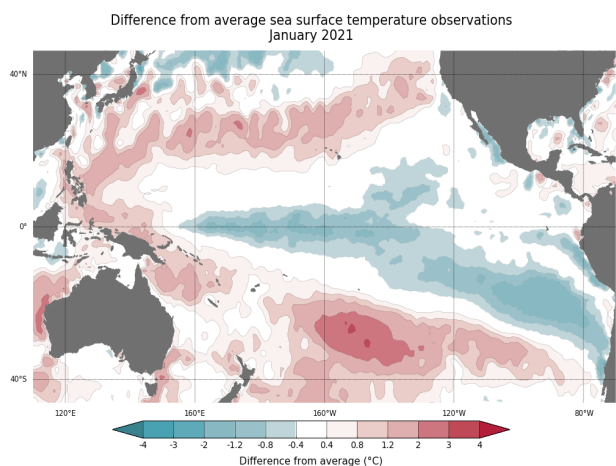 Difference from average sea surface temperature observations
January 2021
40°N
0°
40°S
120°E 160°E 160°W 120°W 80°W
-4 -3 -2 -1.2 -0.8 -0.4 0.4 0.8 1.2 2 3 4
Difference from average (°C)